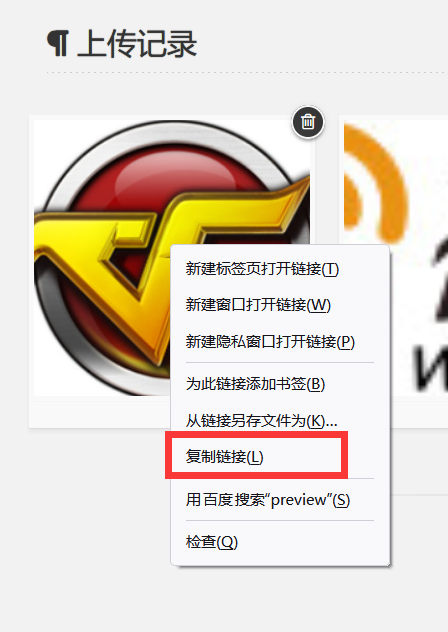 ¶ 上传记录
新建标签页打开链接(T)
新建窗口打开链接(W)
新建隐私窗口打开链接(P)
为此链接添加书签(B)
从链接另存文件为(K)...
复制链接(L)
用百度搜索“preview”(S)
检查(Q)